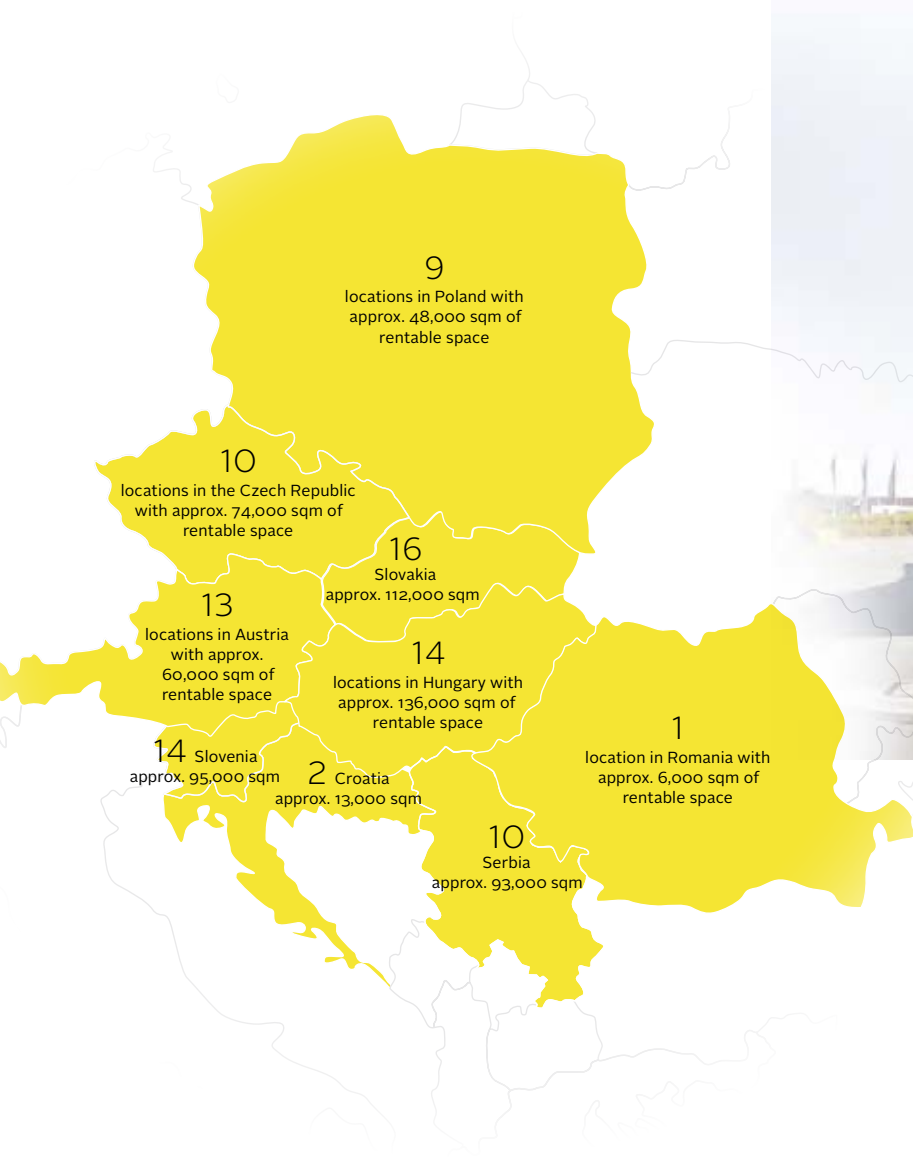 9
locations in Poland with
approx. 48,000 sqm of
rentable space
10
locations in the Czech Republic
with approx. 74,000 sqm of
rentable space
16
Slovakia
approx. 112,000 sqm
13
locations in Austria
with approx.
60,000 sqm of
rentable space
14
locations in Hungary with
approx. 136,000 sqm of
rentable space
1
location in Romania with
approx. 6,000 sqm of
rentable space
14 Slovenia
approx. 95,000 sqm
2 Croatia
approx. 13,000 sqm
10
Serbia
approx. 93,000 sqm